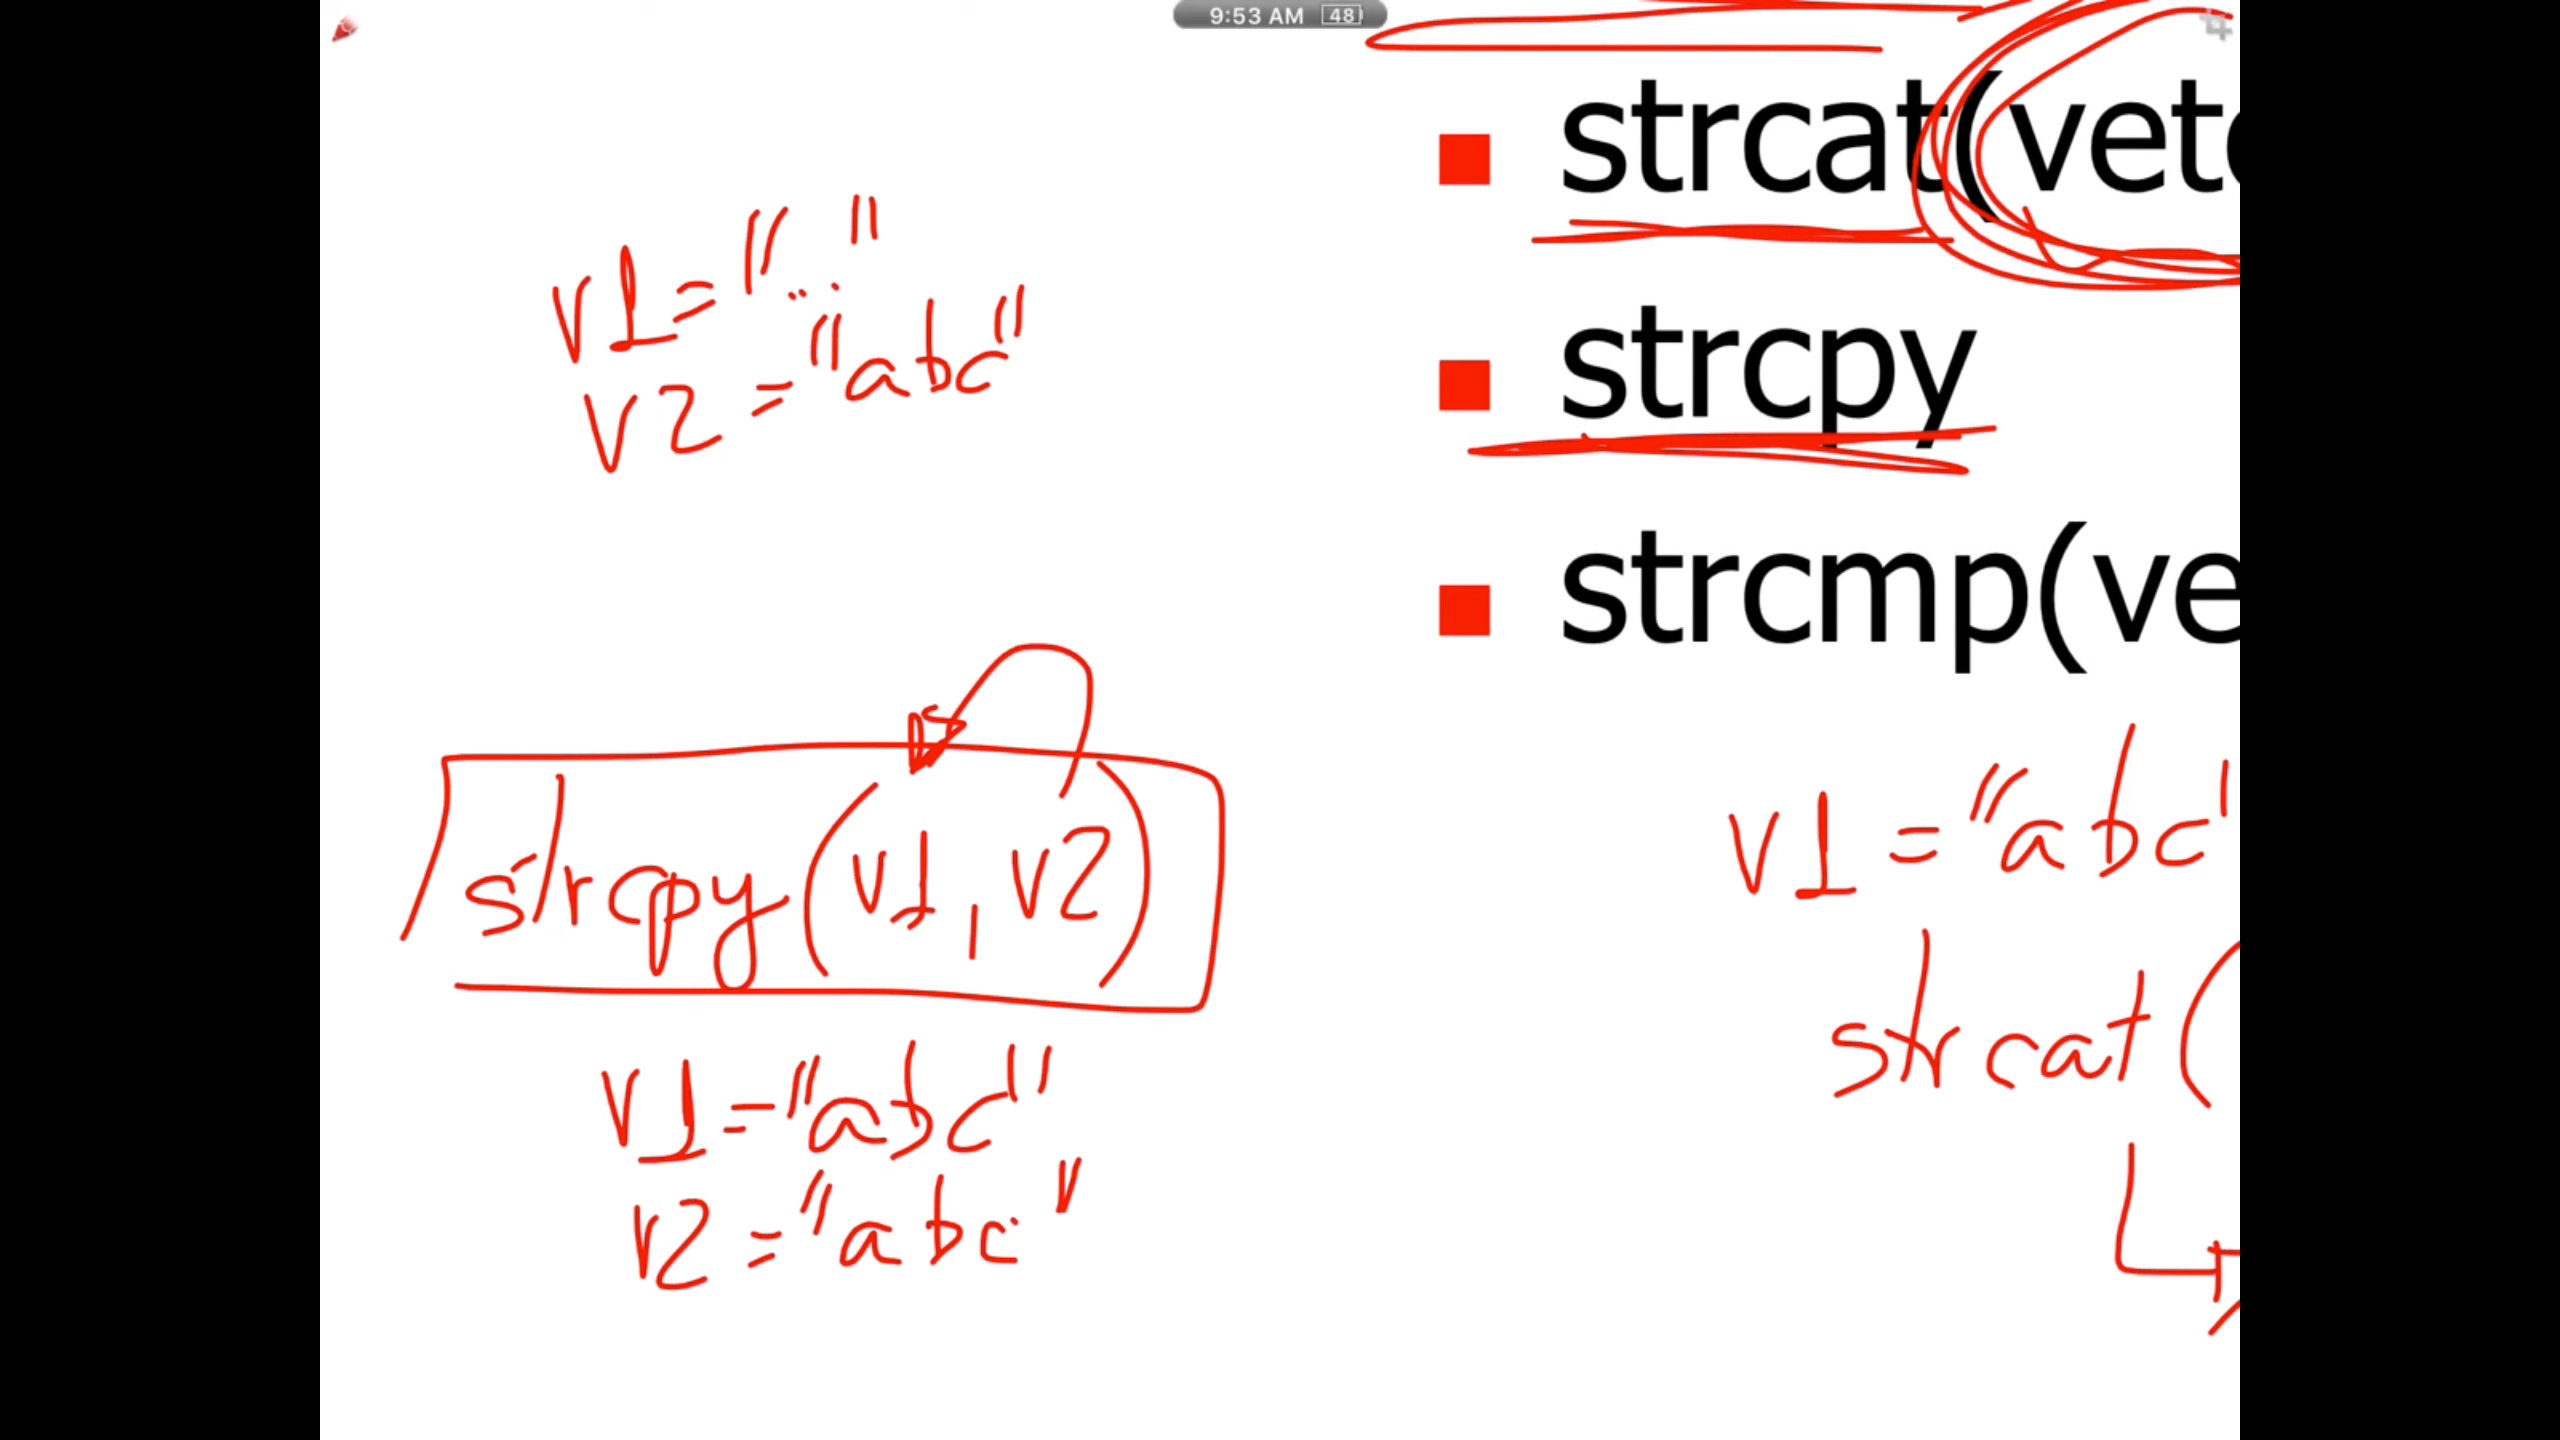 9:53 AM 48
strcat(veto
strcpy
strcmp(ve
v1="..."
v2="abc"
strcpy(v1,v2)
v1="abc"
v2="abc"
v1="abc"
strcat(